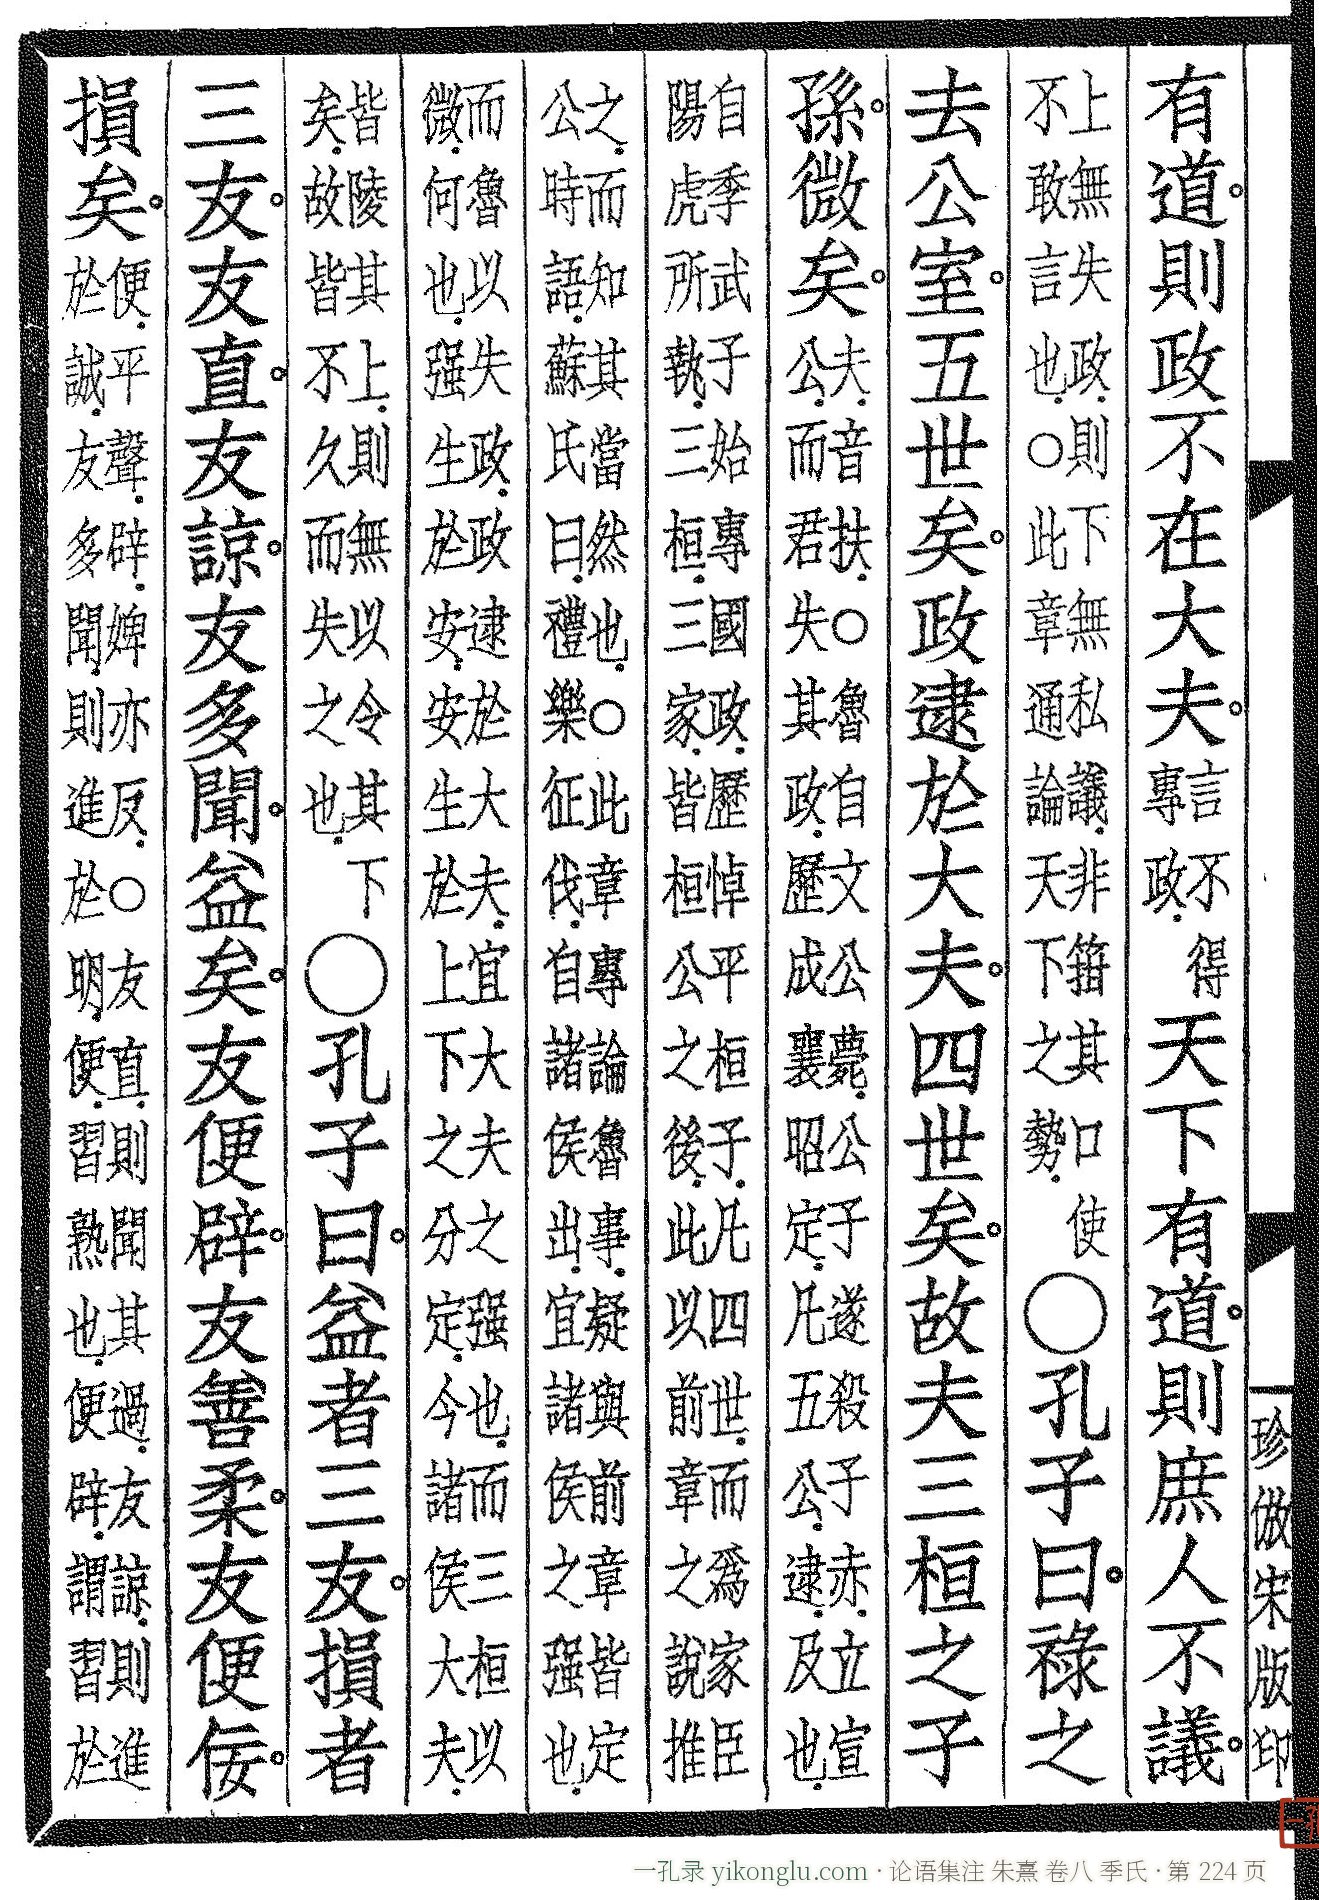 有道。則政不在大夫。言不得專政。天下有道。則庶人不議。
上無失政。則下無私議。非箝其口使不敢言也。○此章通論天下之勢。○孔子曰。祿之
去公室。五世矣。政逮於大夫。四世矣。故夫三桓之子
孫。微矣。夫。音扶。○魯自文公薨。公子遂殺子赤。立宣公。而君失其政。歷成襄昭定。凡五公。逮。及也。
自季武子始專國政。歷悼平桓子。凡四世。而爲家臣陽虎所執。三桓。三家。皆桓公之後。此以前章之說推
之。而知其當然也。○此章專論魯事。疑與前章皆定公時語。蘇氏曰。禮樂征伐。自諸侯出。宜諸侯之强也。
而魯以失政。政逮於大夫。宜大夫之强也。而三桓以微。何也。强生於安。安生於上下之分定。今諸侯大夫。
皆陵其上。則無以令其下矣。故皆不久而失之也。○孔子曰。益者三友。損者
三友。友直。友諒。友多聞。益矣。友便辟。友善柔。友便佞。
損矣。便。平聲。辟。婢亦反。○友直。則聞其過。友諒。則進於誠。友多聞。則進於明。便。習熟也。便辟。謂習於
珍倣宋版印
一孔录 yikonglu.com · 论语集注 朱熹 卷八 季氏 · 第 224 页